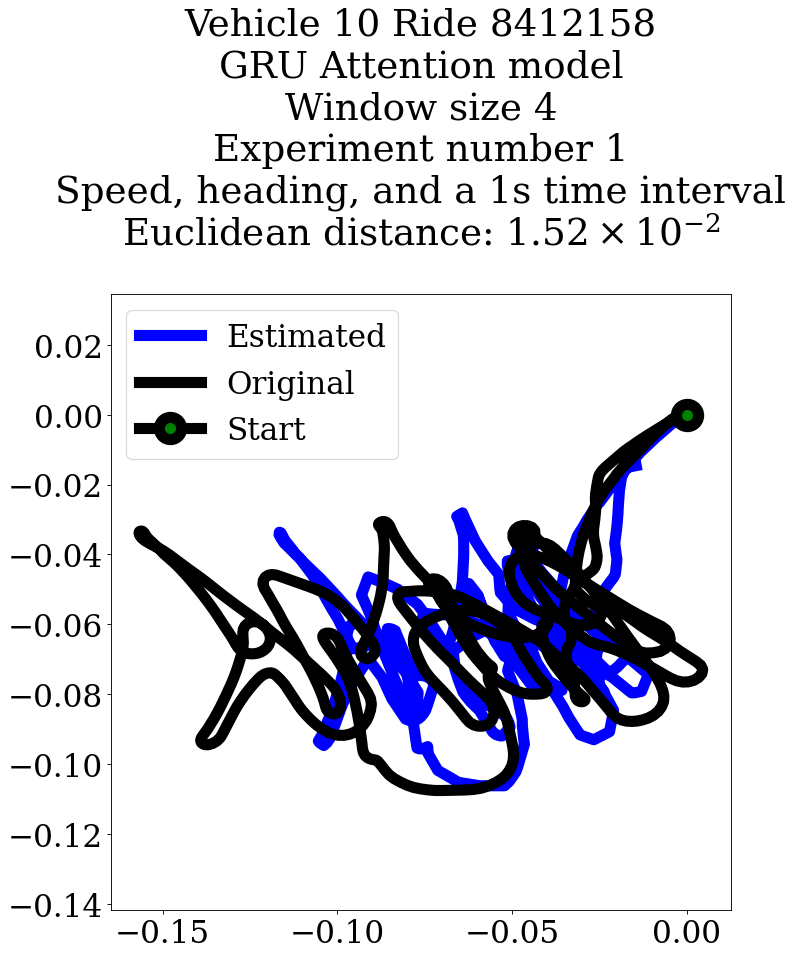 Vehicle 10 Ride 8412158
GRU Attention model
Window size 4
Experiment number 1
Speed, heading, and a 1s time interval
Euclidean distance: 1.52 × 10⁻²
Estimated
Original
Start
0.02
0.00
−0.02
−0.04
−0.06
−0.08
−0.10
−0.12
−0.14
−0.15
−0.10
−0.05
0.00